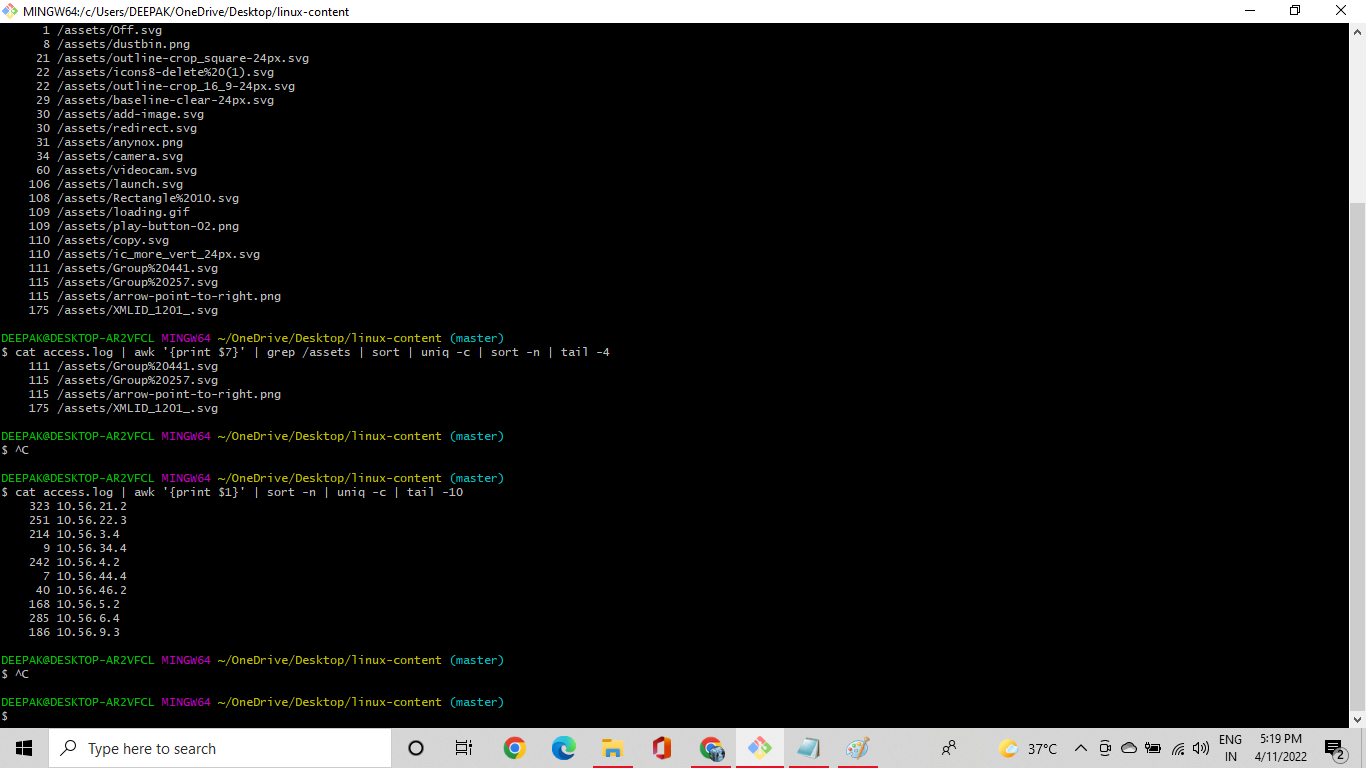 MINGW64:/c/Users/DEEPAK/OneDrive/Desktop/linux-content
1 /assets/Off.svg
8 /assets/dustbin.png
21 /assets/outline-crop_square-24px.svg
22 /assets/icons8-delete%20(1).svg
22 /assets/outline-crop_16_9-24px.svg
29 /assets/baseline-clear-24px.svg
30 /assets/add-image.svg
30 /assets/redirect.svg
31 /assets/anynox.png
34 /assets/camera.svg
60 /assets/videocam.svg
106 /assets/launch.svg
108 /assets/Rectangle%2010.svg
109 /assets/loading.gif
109 /assets/play-button-02.png
110 /assets/copy.svg
110 /assets/ic_more_vert_24px.svg
111 /assets/Group%20441.svg
115 /assets/Group%20257.svg
115 /assets/arrow-point-to-right.png
175 /assets/XMLID_1201_.svg
DEEPAK@DESKTOP-AR2VFCL MINGW64 ~/OneDrive/Desktop/linux-content (master)
$ cat access.log | awk '{print $7}' | grep /assets | sort | uniq -c | sort -n | tail -4
111 /assets/Group%20441.svg
115 /assets/Group%20257.svg
115 /assets/arrow-point-to-right.png
175 /assets/XMLID_1201_.svg
DEEPAK@DESKTOP-AR2VFCL MINGW64 ~/OneDrive/Desktop/linux-content (master)
$ ^C
DEEPAK@DESKTOP-AR2VFCL MINGW64 ~/OneDrive/Desktop/linux-content (master)
$ cat access.log | awk '{print $1}' | sort -n | uniq -c | tail -10
323 10.56.21.2
251 10.56.22.3
214 10.56.3.4
9 10.56.34.4
242 10.56.4.2
7 10.56.44.4
40 10.56.46.2
168 10.56.5.2
285 10.56.6.4
186 10.56.9.3
DEEPAK@DESKTOP-AR2VFCL MINGW64 ~/OneDrive/Desktop/linux-content (master)
$ ^C
DEEPAK@DESKTOP-AR2VFCL MINGW64 ~/OneDrive/Desktop/linux-content (master)
$
Type here to search
37°C
ENG
IN
5:19 PM
4/11/2022
2